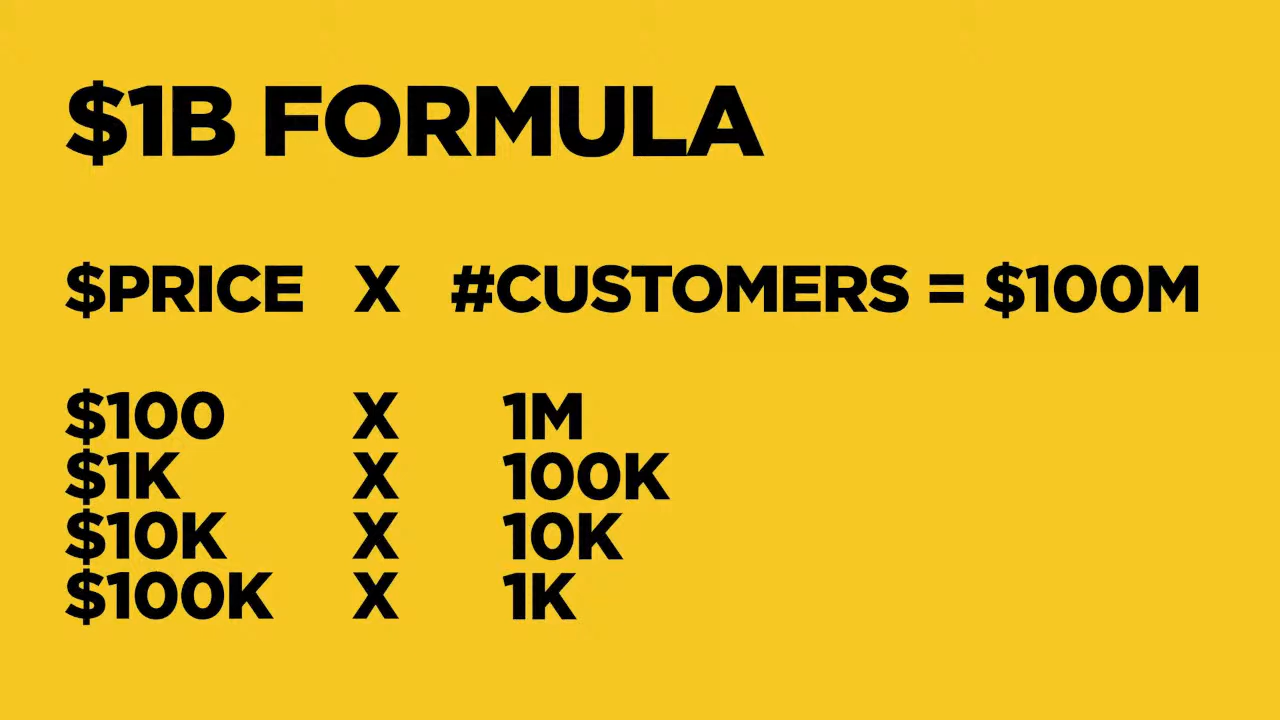 $1B FORMULA
$PRICE X #CUSTOMERS = $100M
$100 X 1M
$1K X 100K
$10K X 10K
$100K X 1K